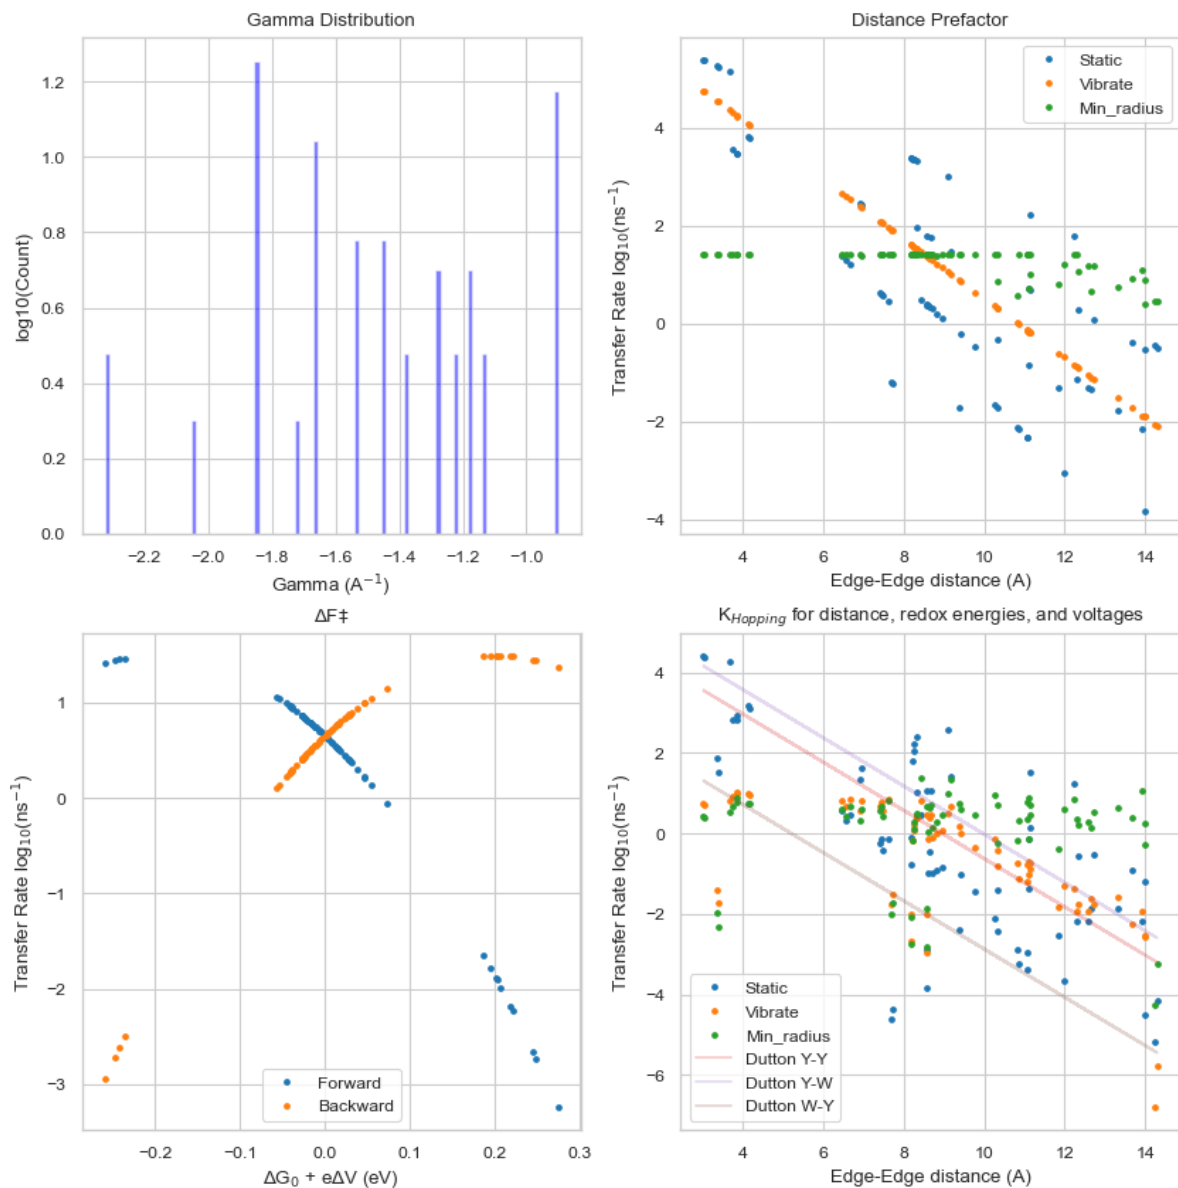 Gamma Distribution
log10(Count)
1.2
1.0
0.8
0.6
0.4
0.2
0.0
−2.2 −2.0 −1.8 −1.6 −1.4 −1.2 −1.0
Gamma (A⁻¹)
Distance Prefactor
Transfer Rate log₁₀(ns⁻¹)
Static
Vibrate
Min_radius
4
2
0
−2
−4
4 6 8 10 12 14
Edge-Edge distance (A)
ΔF‡
Transfer Rate log₁₀(ns⁻¹)
1
0
−1
−2
−3
Forward
Backward
−0.2 −0.1 0.0 0.1 0.2 0.3
ΔG₀ + eΔV (eV)
K_Hopping for distance, redox energies, and voltages
Transfer Rate log₁₀(ns⁻¹)
4
2
0
−2
−4
−6
Static
Vibrate
Min_radius
Dutton Y-Y
Dutton Y-W
Dutton W-Y
4 6 8 10 12 14
Edge-Edge distance (A)